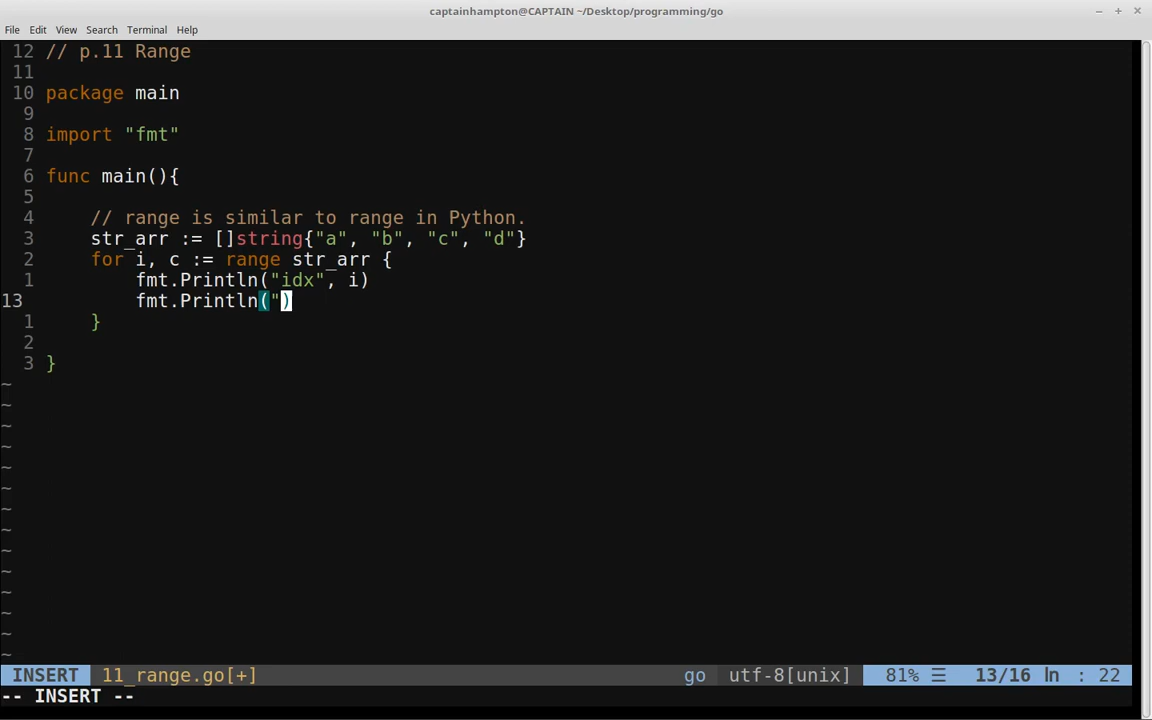 captainhampton@CAPTAIN ~/Desktop/programming/go
File Edit View Search Terminal Help
12 // p.11 Range
11
10 package main
9
8 import "fmt"
7
6 func main(){
5
4 // range is similar to range in Python.
3 str_arr := []string{"a", "b", "c", "d"}
2 for i, c := range str_arr {
1 fmt.Println("idx", i)
13 fmt.Println(")
1 }
2
3 }
~
~
~
~
~
~
~
~
~
~
~
~
~
~
INSERT 11_range.go[+] go utf-8[unix] 81% ☰ 13/16 ln : 22
-- INSERT --